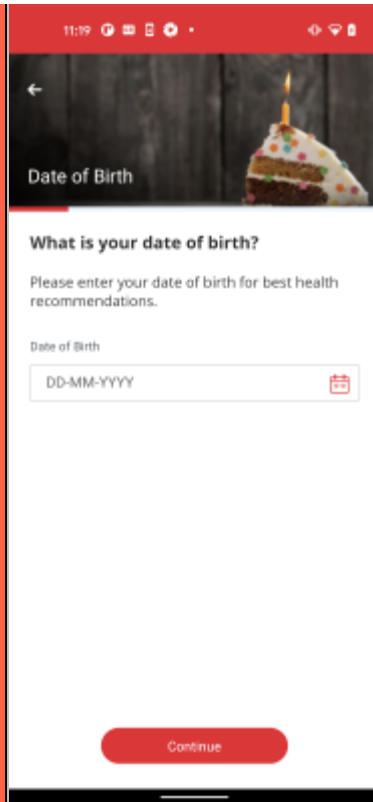 11:19
Date of Birth
What is your date of birth?
Please enter your date of birth for best health
recommendations.
Date of Birth
DD-MM-YYYY
Continue